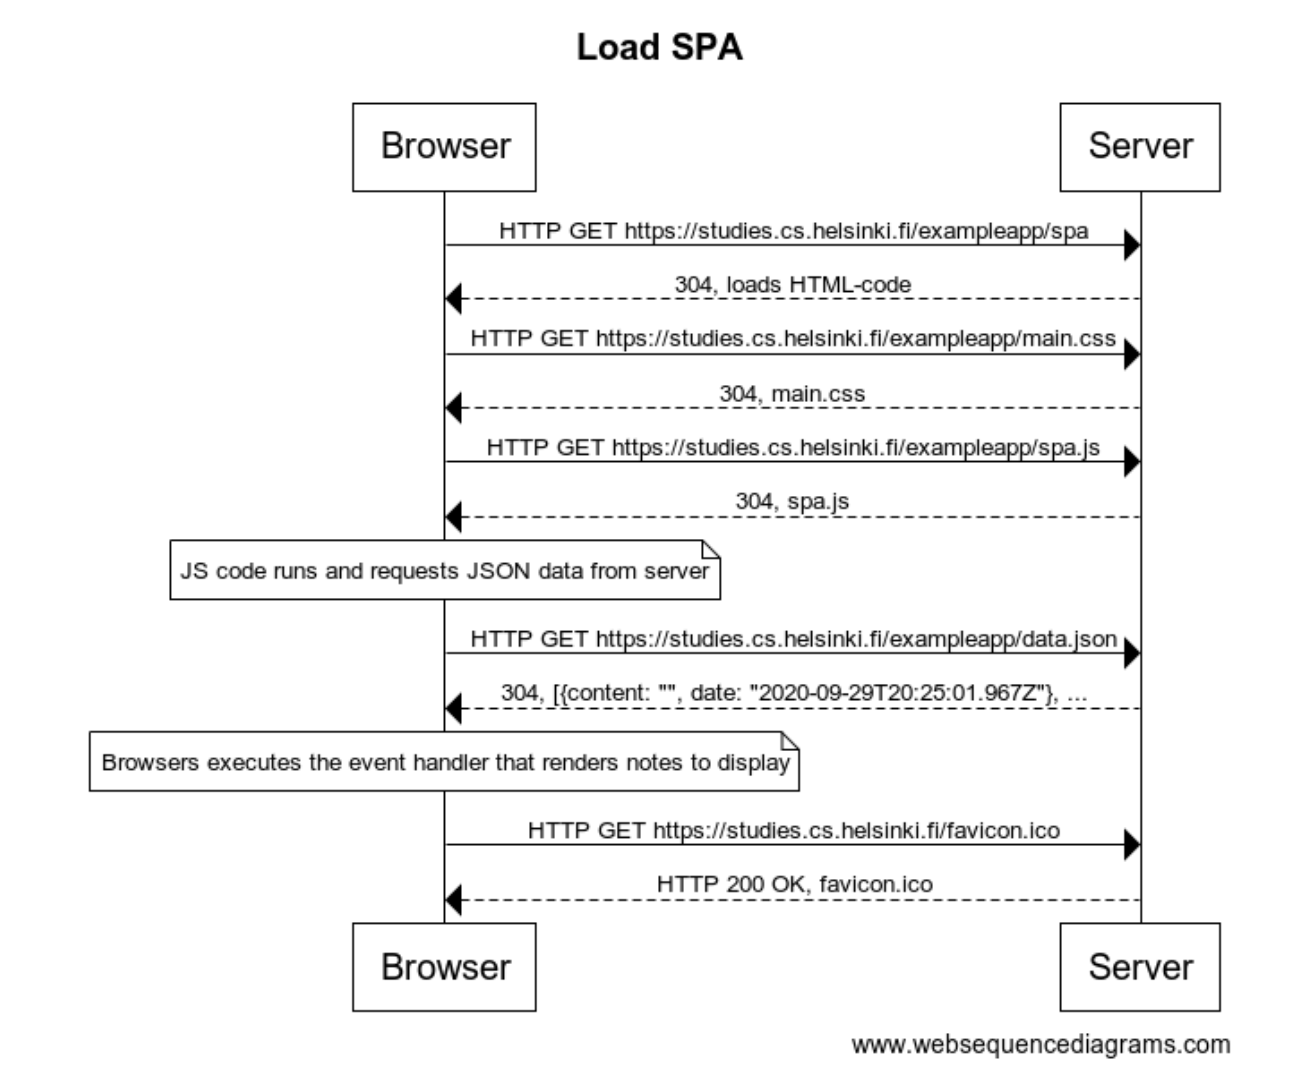 Load SPA
Browser
Server
HTTP GET https://studies.cs.helsinki.fi/exampleapp/spa
304, loads HTML-code
HTTP GET https://studies.cs.helsinki.fi/exampleapp/main.css
304, main.css
HTTP GET https://studies.cs.helsinki.fi/exampleapp/spa.js
304, spa.js
JS code runs and requests JSON data from server
HTTP GET https://studies.cs.helsinki.fi/exampleapp/data.json
304, [{content: "", date: "2020-09-29T20:25:01.967Z"}, ...
Browsers executes the event handler that renders notes to display
HTTP GET https://studies.cs.helsinki.fi/favicon.ico
HTTP 200 OK, favicon.ico
Browser
Server
www.websequencediagrams.com